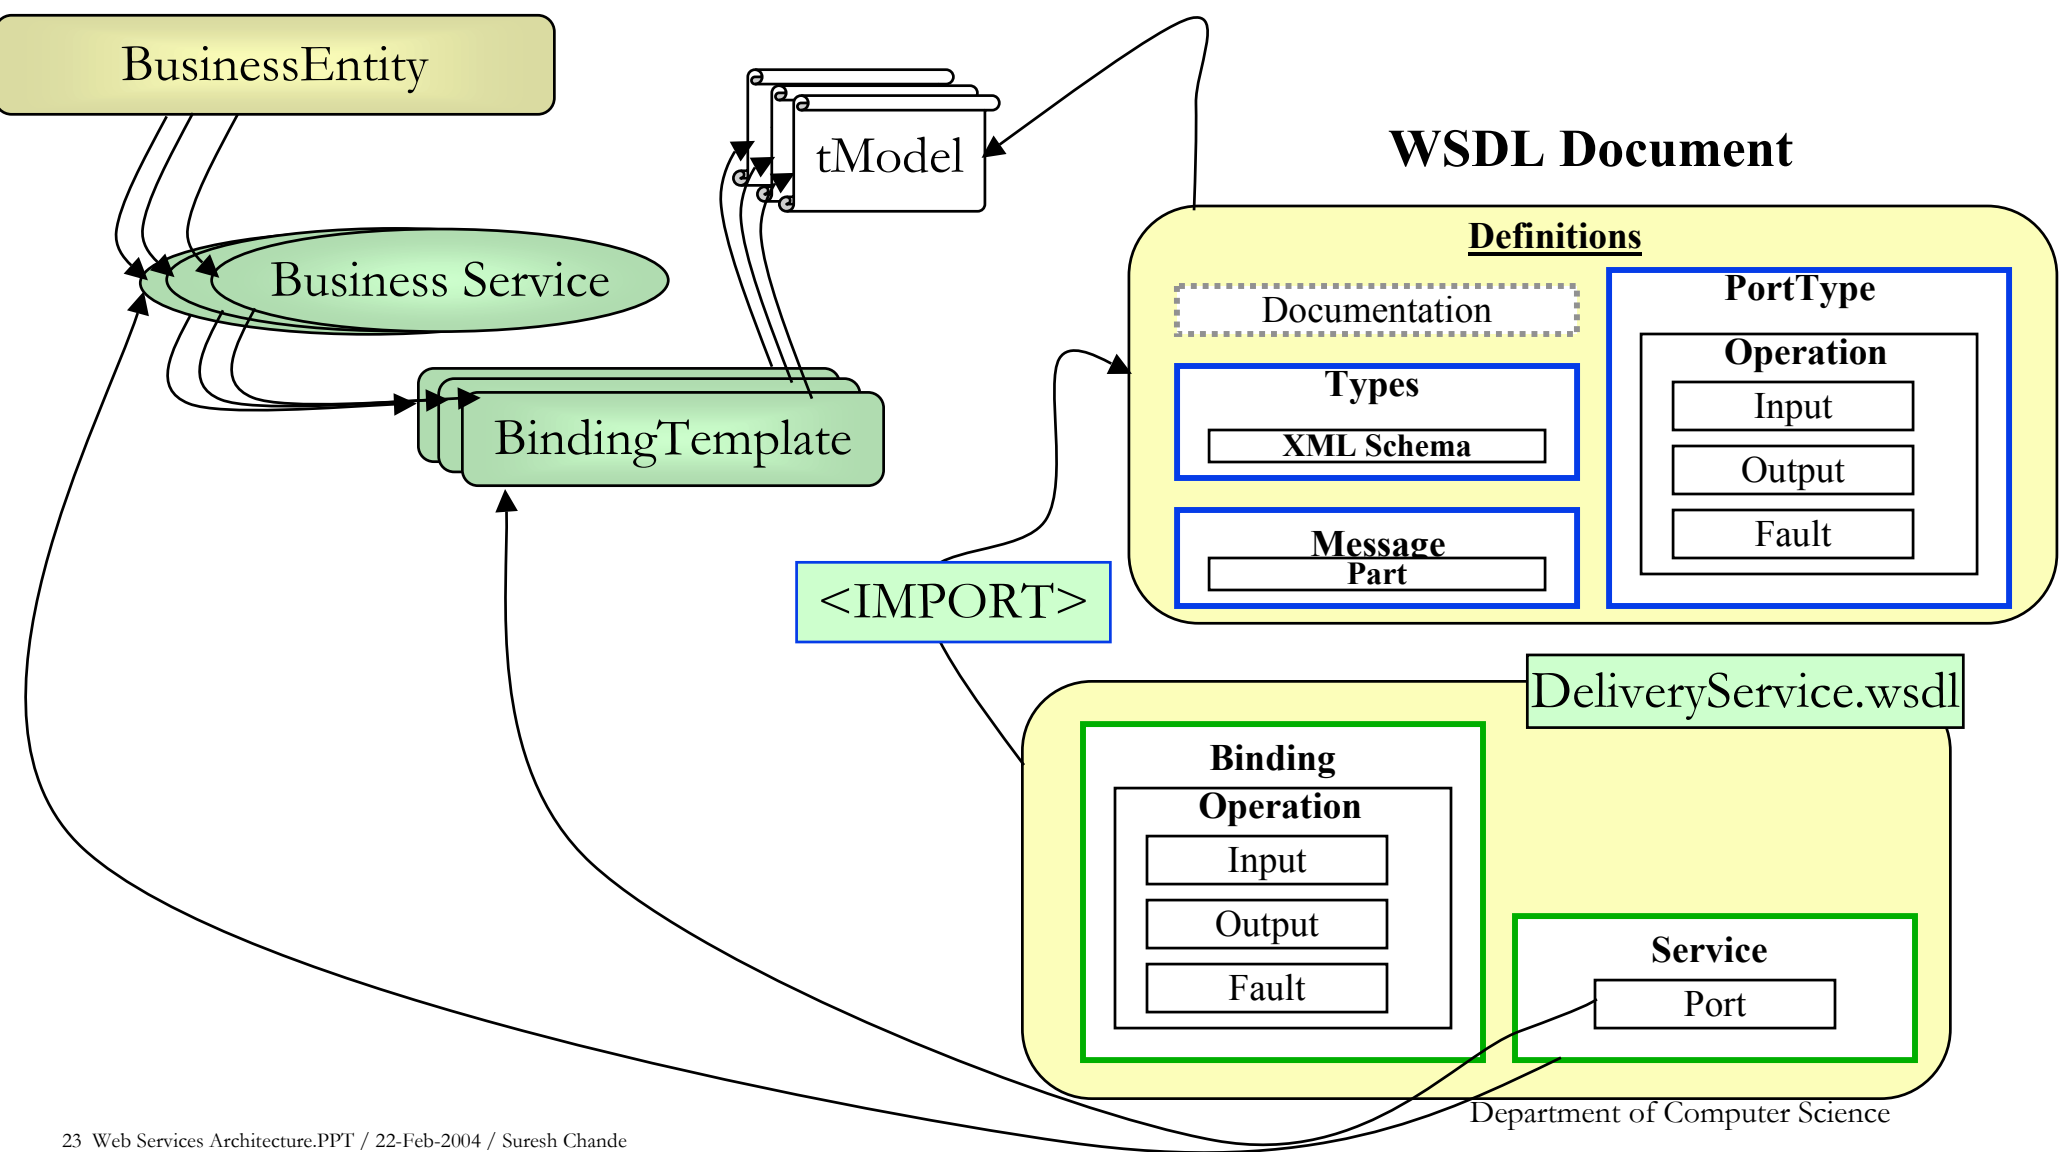 BusinessEntity
tModel
WSDL Document
Business Service
BindingTemplate
Definitions
Documentation
Types
XML Schema
Message
Part
PortType
Operation
Input
Output
Fault
<IMPORT>
DeliveryService.wsdl
Binding
Operation
Input
Output
Fault
Service
Port
Department of Computer Science
23 Web Services Architecture.PPT / 22-Feb-2004 / Suresh Chande